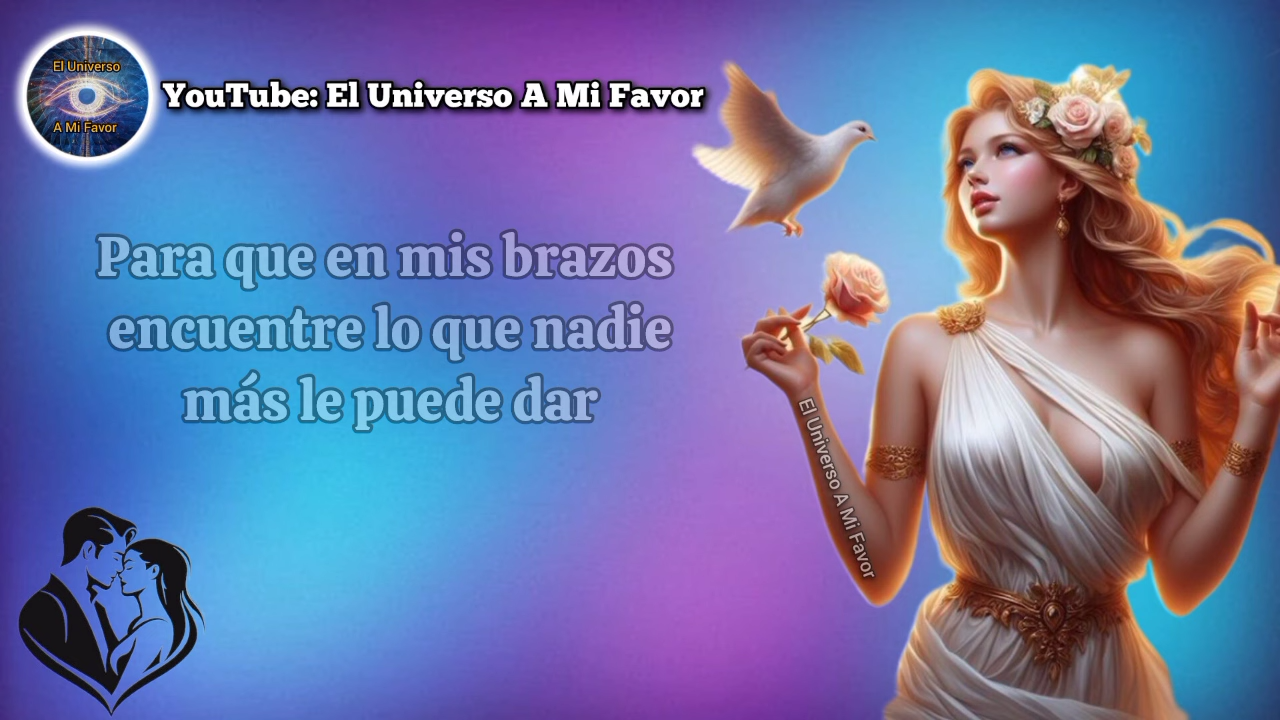 El Universo
A Mi Favor
YouTube: El Universo A Mi Favor
Para que en mis brazos
encuentre lo que nadie
más le puede dar
El Universo A Mi Favor